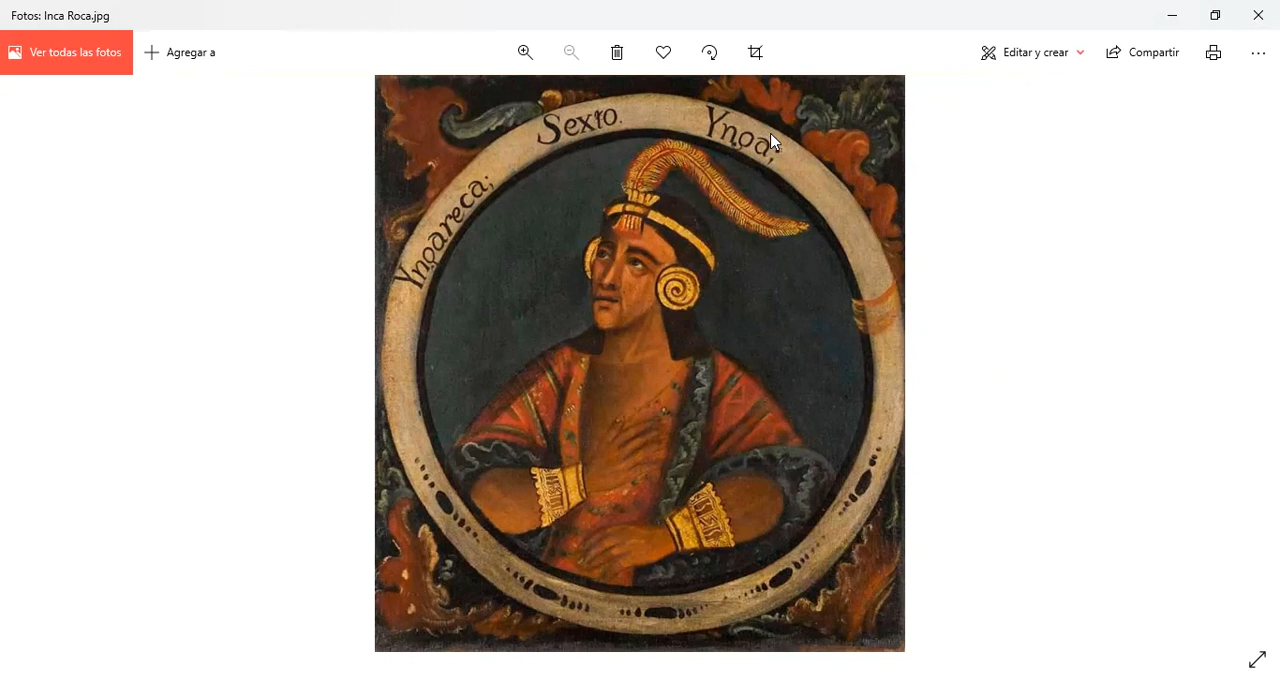 Fotos: Inca Roca.jpg
Ver todas las fotos
Agregar a
Editar y crear
Compartir
Yngareca; Sexto. Ynga,